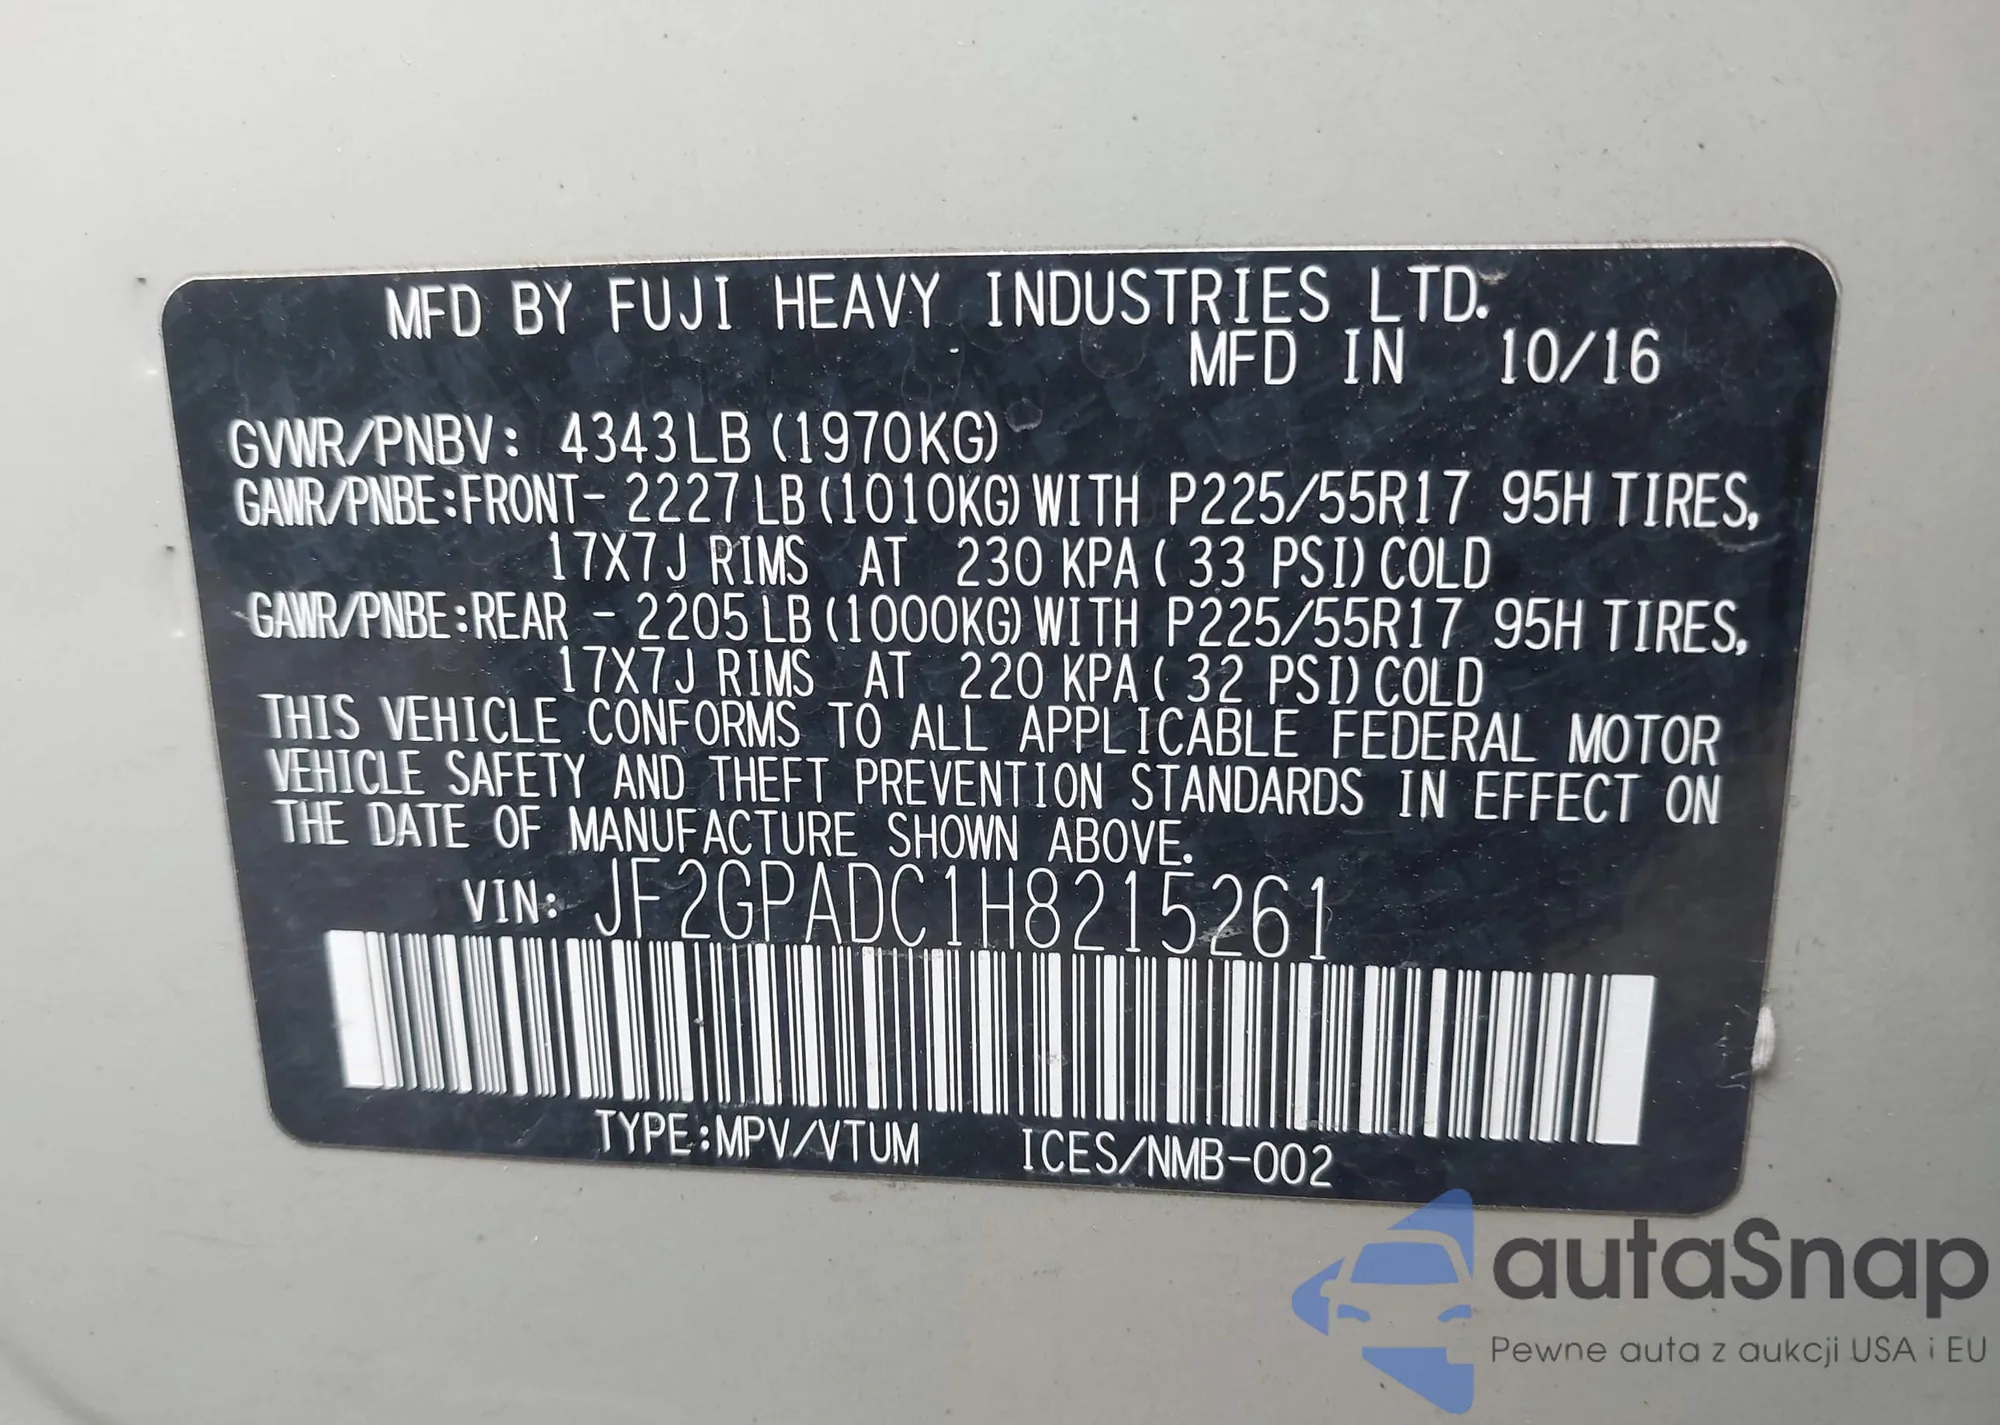 MFD BY FUJI HEAVY INDUSTRIES LTD.
MFD IN 10/16
GVWR/PNBV: 4343LB (1970KG)
GAWR/PNBE:FRONT- 2227LB (1010KG) WITH P225/55R17 95H TIRES,
17X7J RIMS AT 230 KPA ( 33 PSI) COLD
GAWR/PNBE:REAR - 2205LB (1000KG) WITH P225/55R17 95H TIRES,
17X7J RIMS AT 220 KPA ( 32 PSI) COLD
THIS VEHICLE CONFORMS TO ALL APPLICABLE FEDERAL MOTOR
VEHICLE SAFETY AND THEFT PREVENTION STANDARDS IN EFFECT ON
THE DATE OF MANUFACTURE SHOWN ABOVE.
VIN: JF2GPADC1H8215261
TYPE:MPV/VTUM ICES/NMB-002
autaSnap
Pewne auta z aukcji USA i EU